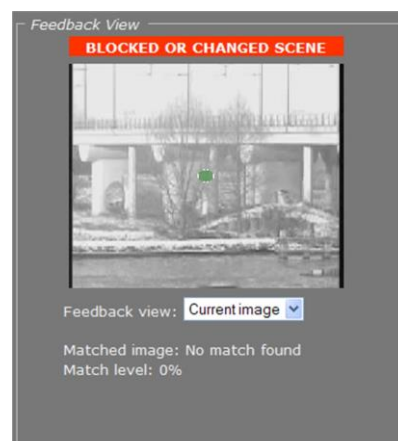 Feedback View
BLOCKED OR CHANGED SCENE
Feedback view: Current image
Matched image: No match found
Match level: 0%